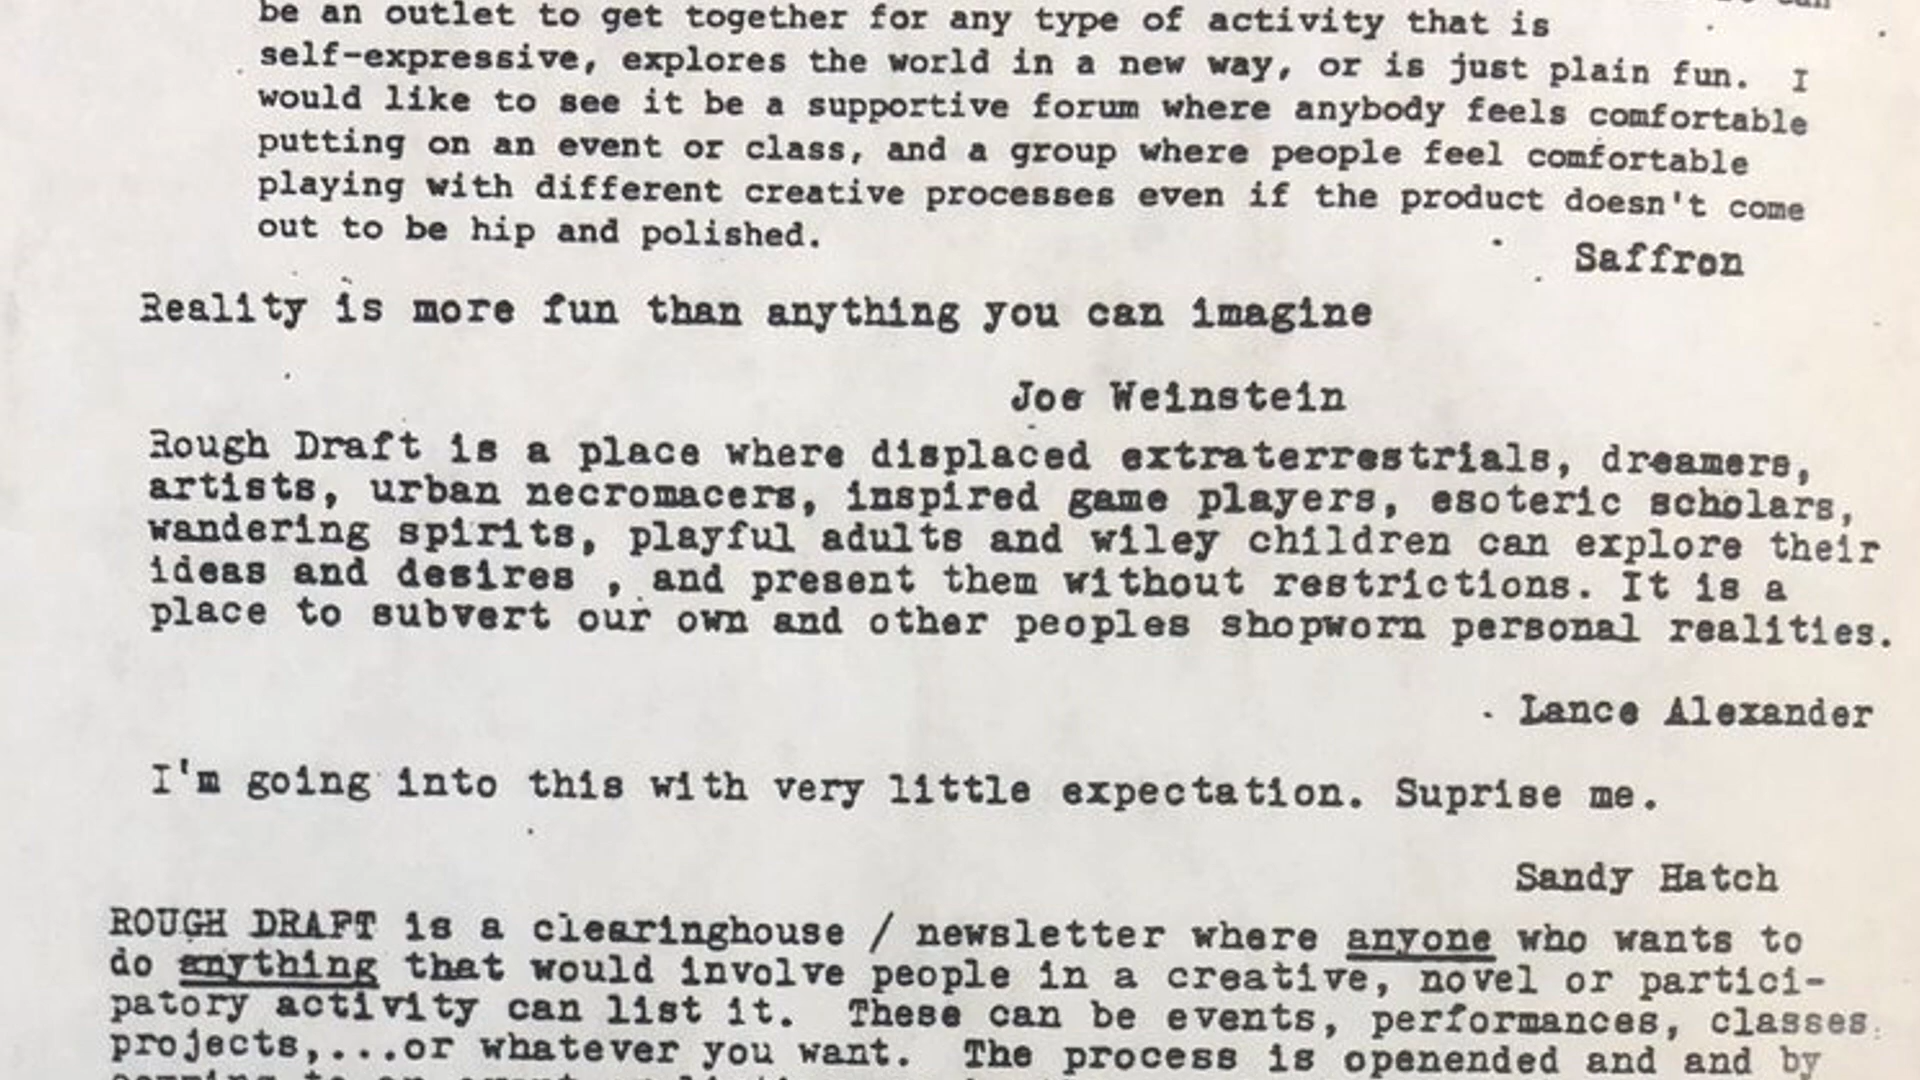 be an outlet to get together for any type of activity that is
self-expressive, explores the world in a new way, or is just plain fun. I
would like to see it be a supportive forum where anybody feels comfortable
putting on an event or class, and a group where people feel comfortable
playing with different creative processes even if the product doesn't come
out to be hip and polished.
Saffron
Reality is more fun than anything you can imagine
Joe Weinstein
Rough Draft is a place where displaced extraterrestrials, dreamers,
artists, urban necromacers, inspired game players, esoteric scholars,
wandering spirits, playful adults and wiley children can explore their
ideas and desires , and present them without restrictions. It is a
place to subvert our own and other peoples shopworn personal realities.
Lance Alexander
I'm going into this with very little expectation. Suprise me.
Sandy Hatch
ROUGH DRAFT is a clearinghouse / newsletter where anyone who wants to
do anything that would involve people in a creative, novel or partici-
patory activity can list it. These can be events, performances, classes
projects,...or whatever you want. The process is openended and and by